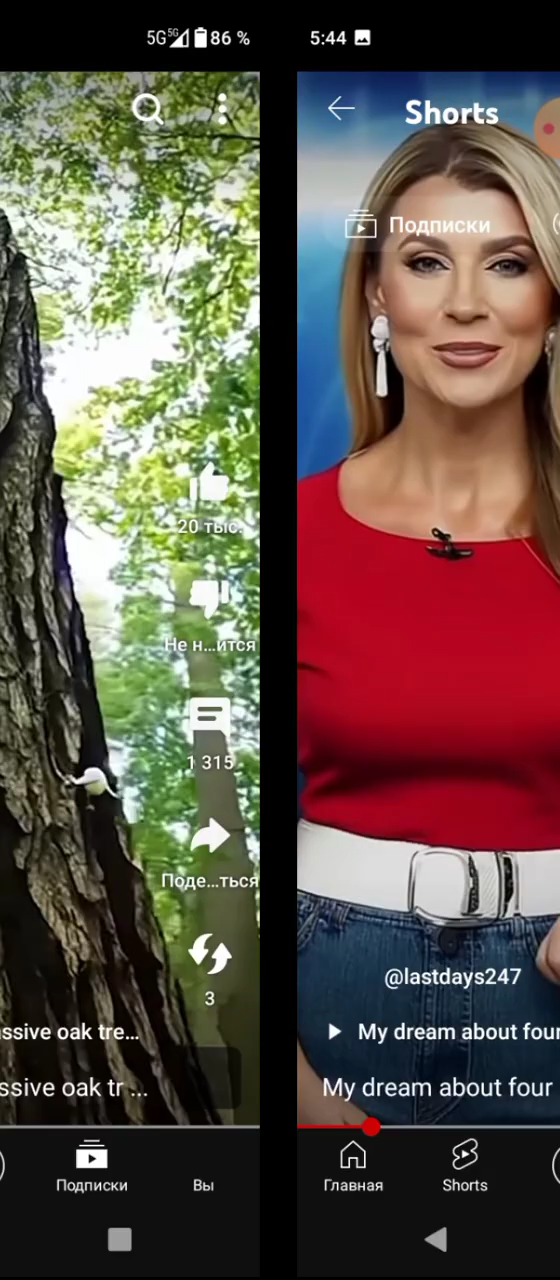 5G 5G 86 %
20 тыс.
Не н…ится
1 315
Поде…ться
3
ssive oak tre…
ssive oak tr ...
Подписки
Вы
5:44
Shorts
Подписки
@lastdays247
My dream about four
My dream about four
Главная
Shorts